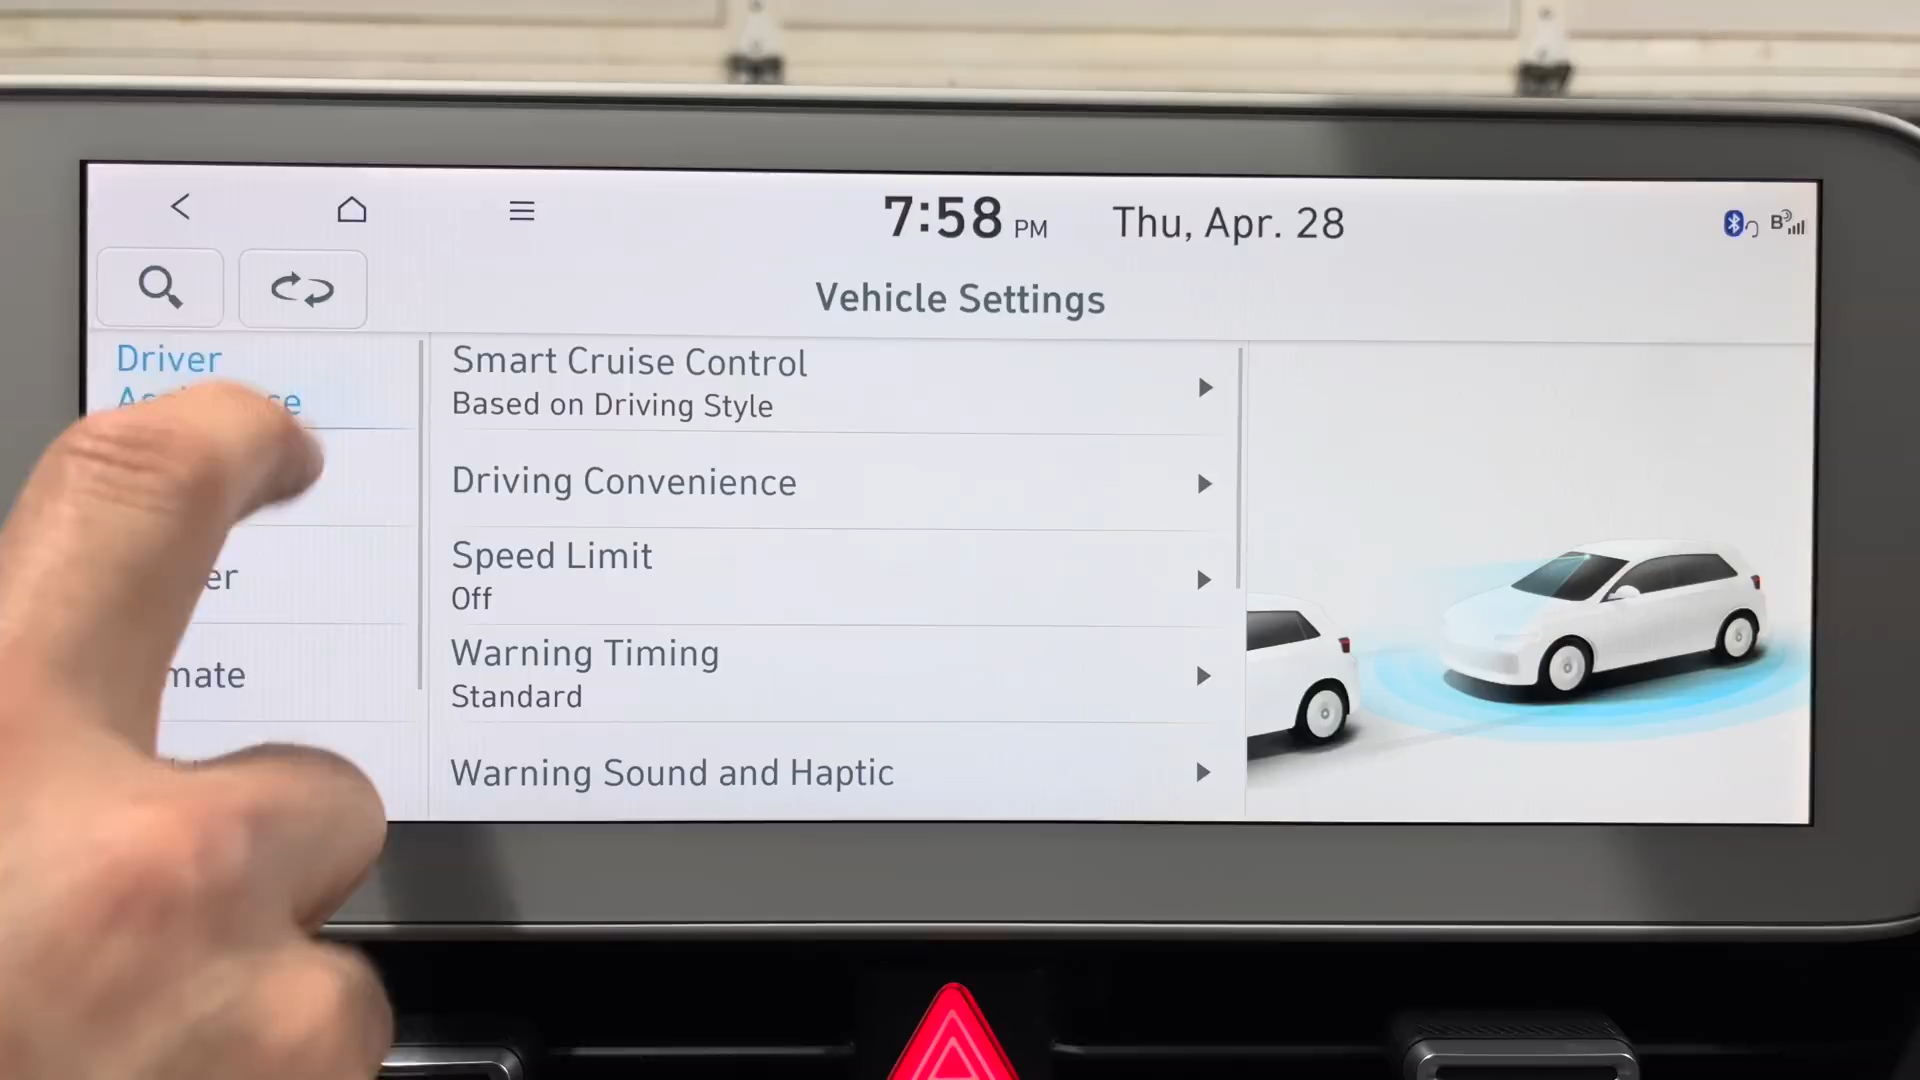 7:58 PM
Thu, Apr. 28
B
Vehicle Settings
Driver
Smart Cruise Control
Based on Driving Style
Driving Convenience
Speed Limit
Off
Warning Timing
Standard
Warning Sound and Haptic